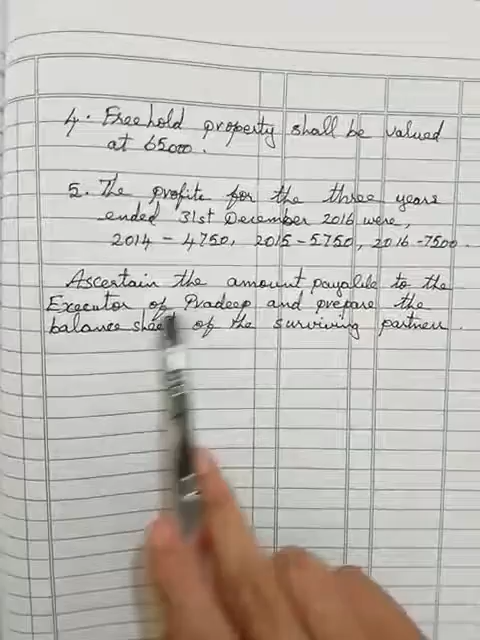 4. Freehold property shall be valued
at 65000.
5. The profits for the three years
ended 31st December 2016 were,
2014 - 4750, 2015 - 5750, 2016 - 7500.
Ascertain the amount payable to the
Executor of Pradeep and prepare the
balance sheet of the surviving partner.